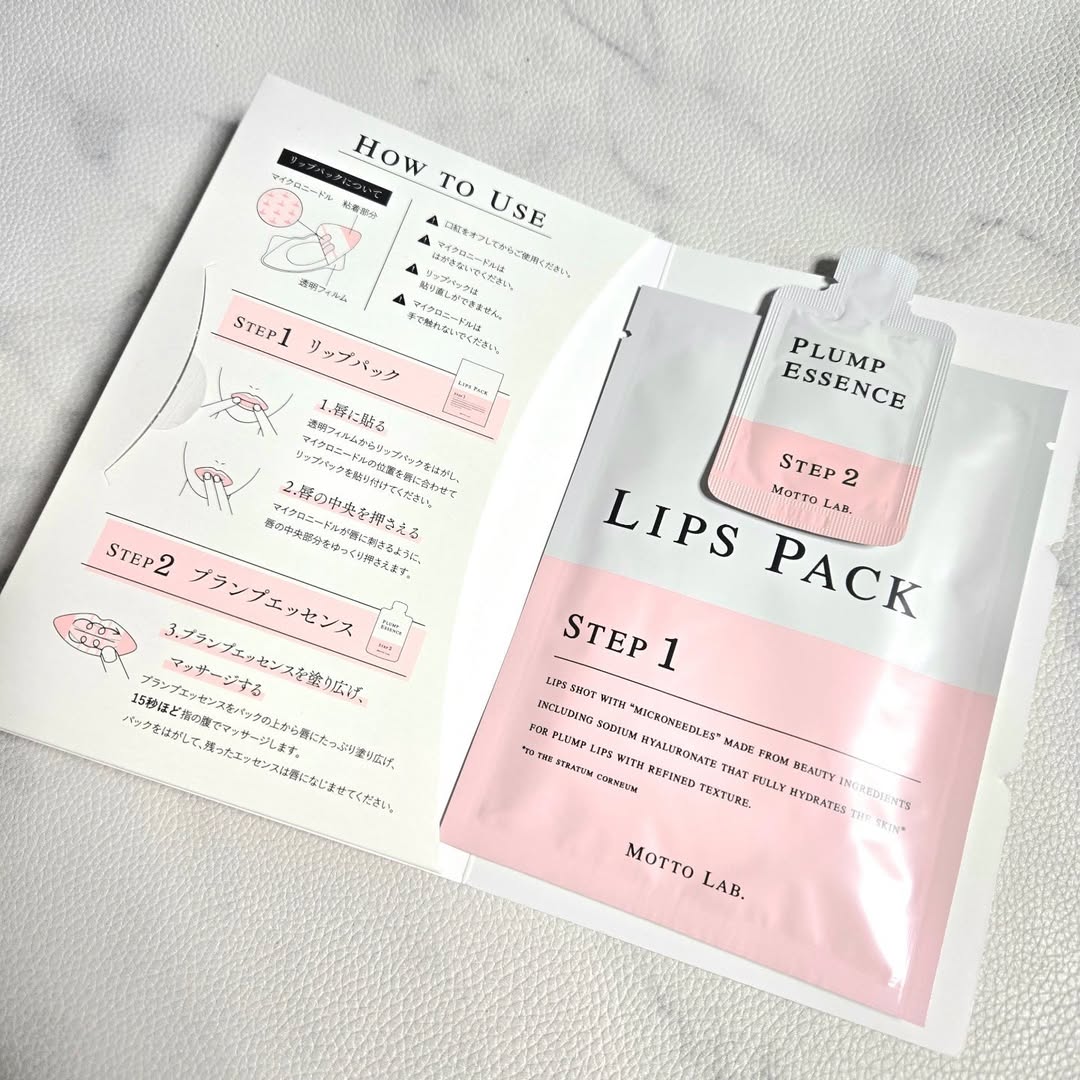 HOW TO USE
リップパックについて
マイクロニードル 粘着部分
透明フィルム
口紅をオフしてからご使用ください。
マイクロニードルは
はがさないでください。
リップパックは
貼り直しができません。
マイクロニードルは
手で触れないでください。
STEP1 リップパック
LIPS PACK
STEP 1
1.唇に貼る
透明フィルムからリップパックをはがし、
マイクロニードルの位置を唇に合わせて
リップパックを貼り付けてください。
2.唇の中央を押さえる
マイクロニードルが唇に刺さるように、
唇の中央部分をゆっくり押さえます。
STEP2 プランプエッセンス
PLUMP
ESSENCE
STEP 2
3.プランプエッセンスを塗り広げ、
マッサージする
プランプエッセンスをパックの上から唇にたっぷり塗り広げ、
15秒ほど指の腹でマッサージします。
パックをはがして、残ったエッセンスは唇になじませてください。
PLUMP
ESSENCE
STEP 2
MOTTO LAB.
LIPS PACK
STEP 1
LIPS SHOT WITH "MICRONEEDLES" MADE FROM BEAUTY INGREDIENTS
INCLUDING SODIUM HYALURONATE THAT FULLY HYDRATES THE SKIN*
FOR PLUMP LIPS WITH REFINED TEXTURE.
*TO THE STRATUM CORNEUM
MOTTO LAB.